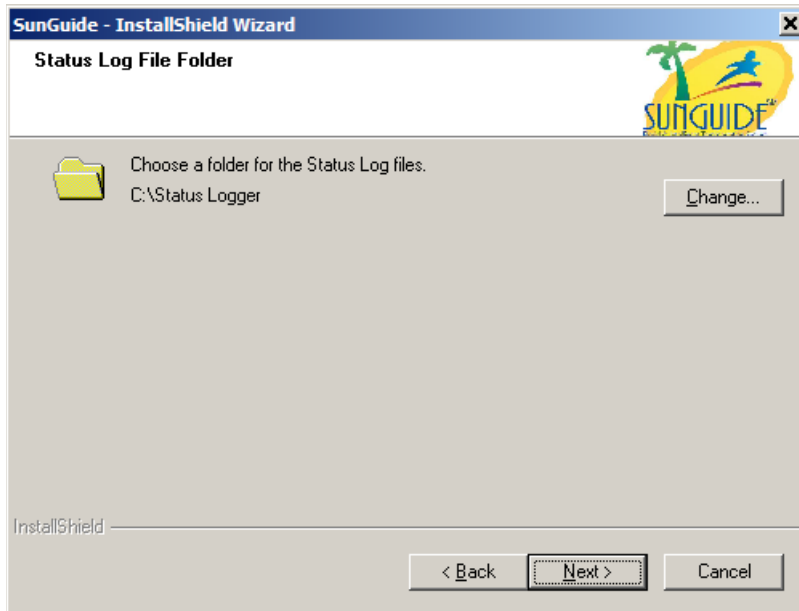 SunGuide - InstallShield Wizard
Status Log File Folder
SUNGUIDE
SM
Choose a folder for the Status Log files.
C:\Status Logger
Change...
InstallShield
< Back
Next >
Cancel